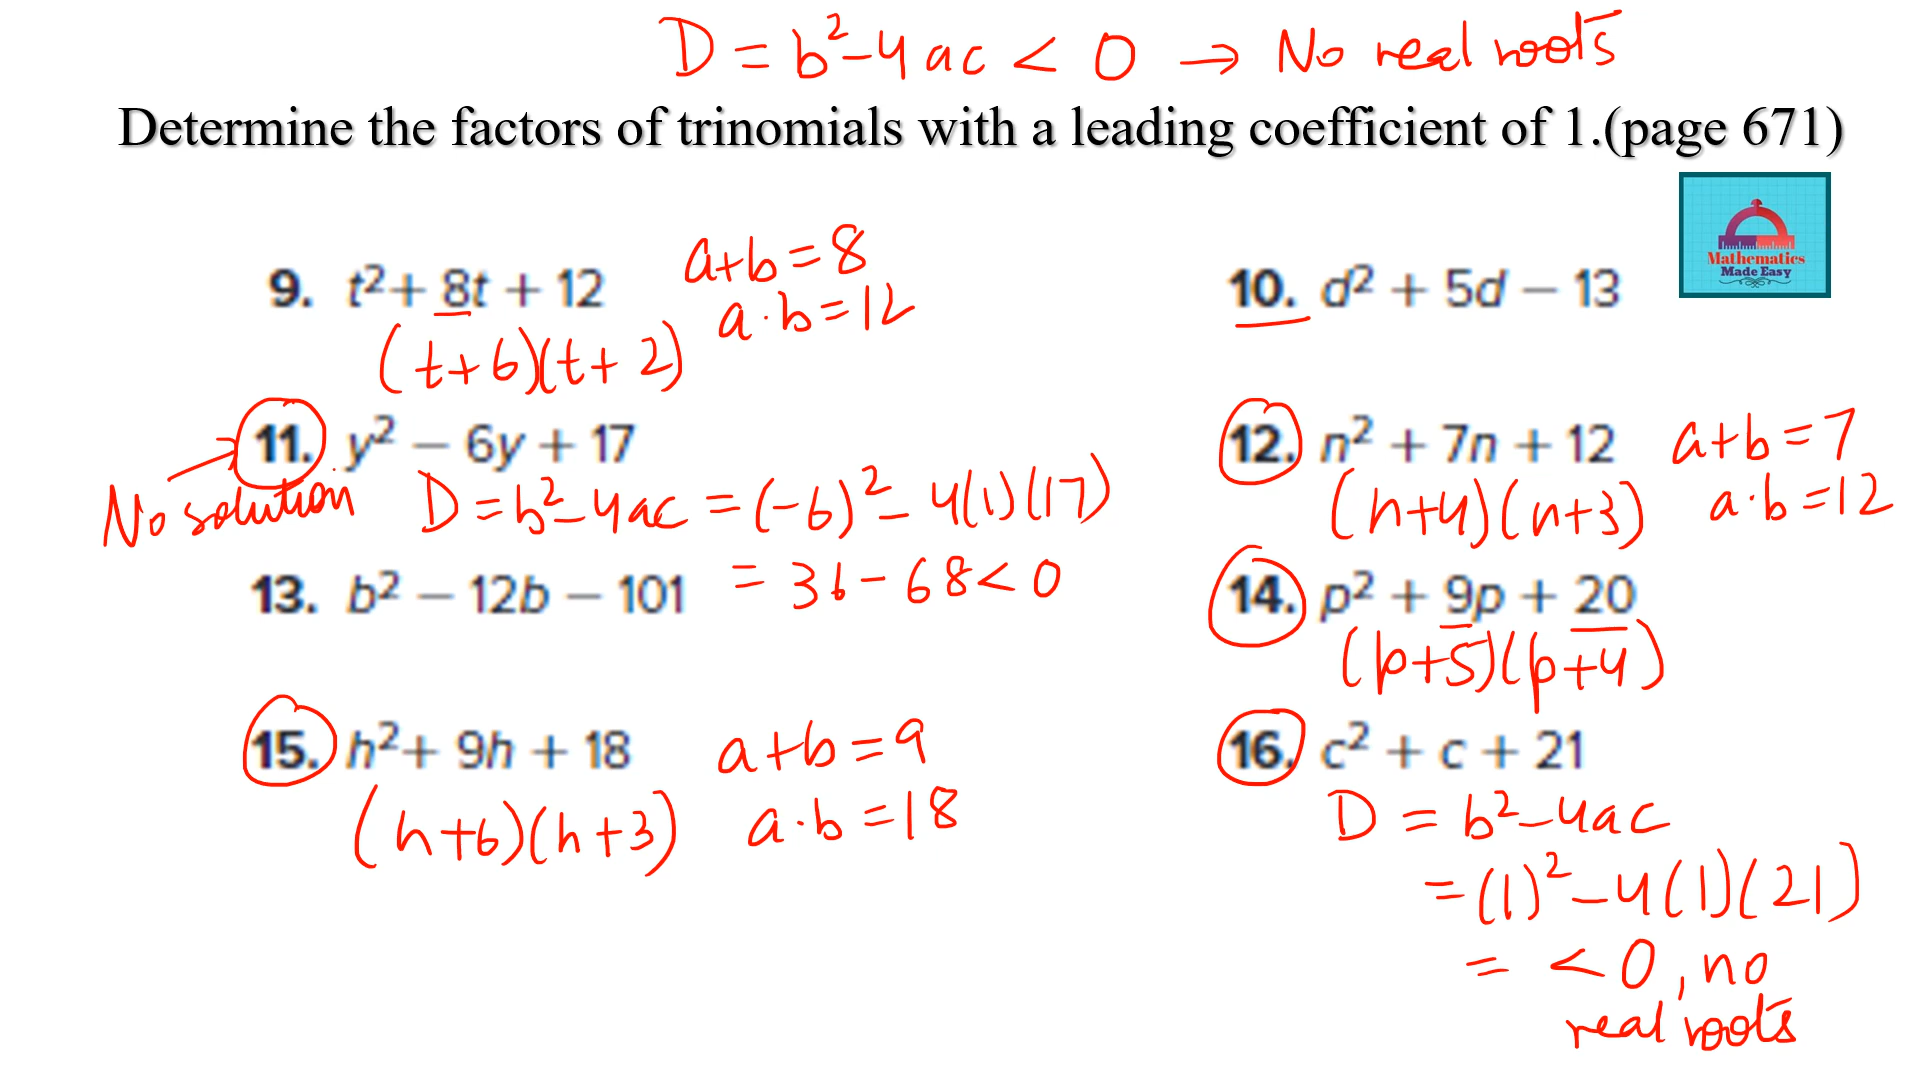 D = b² - 4ac < 0 → No real roots
Determine the factors of trinomials with a leading coefficient of 1.(page 671)
Mathematics
Made Easy
9. t² + 8t + 12
a+b = 8
a·b = 12
(t+6)(t+2)
10. d² + 5d – 13
11. y² – 6y + 17
No solution
D = b² - 4ac = (-6)² - 4(1)(17)
= 36 - 68 < 0
12. n² + 7n + 12
a+b = 7
a·b = 12
(n+4)(n+3)
13. b² – 12b – 101
14. p² + 9p + 20
(p+5)(p+4)
15. h² + 9h + 18
a+b = 9
a·b = 18
(h+6)(h+3)
16. c² + c + 21
D = b² - 4ac
= (1)² - 4(1)(21)
= < 0, no
real roots